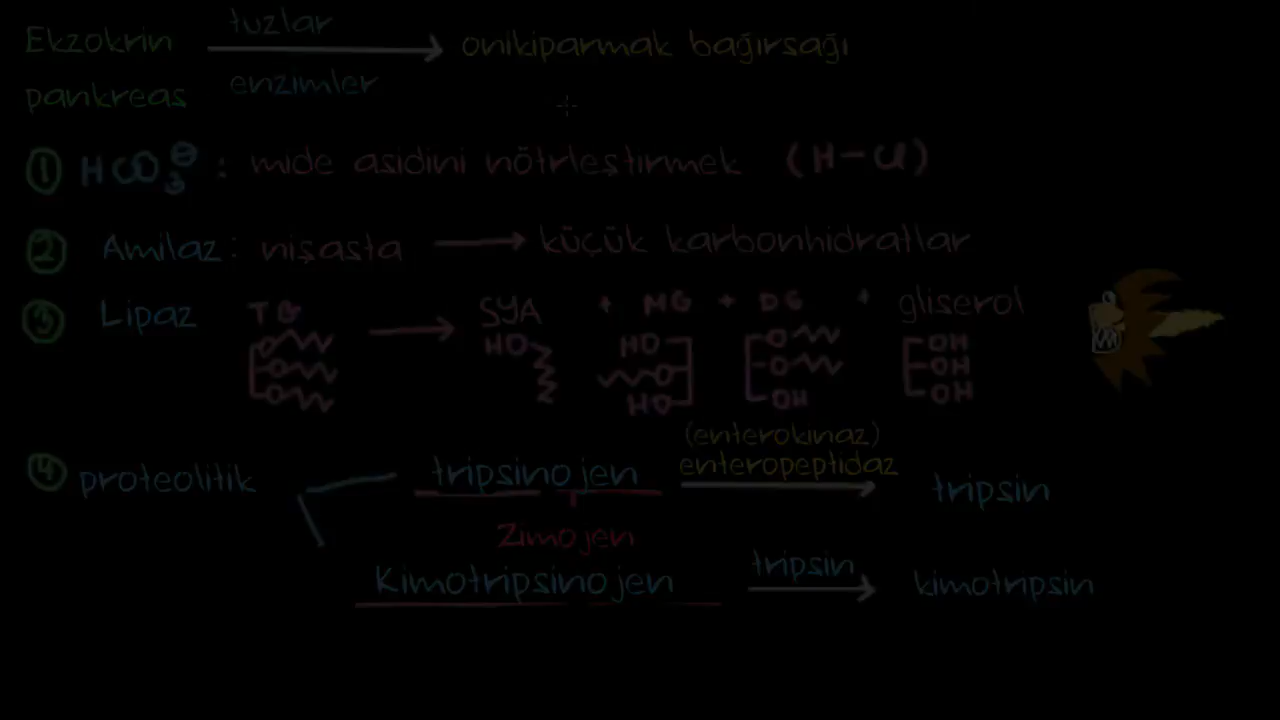 Ekzokrin tuzlar onikiparmak bağırsağı
pankreas enzimler
1 HCO3⊖ : mide asidini nötrleştirmek (H-Cl)
2 Amilaz: nişasta → küçük karbonhidratlar
3 Lipaz TG → SYA + MG + DG + gliserol
HO HO O OH
O O O O OH
O HO OH OH
O
(enterokinaz)
4 proteolitik tripsinojen enteropeptidaz tripsin
Zimojen
Kimotripsinojen tripsin → kimotripsin